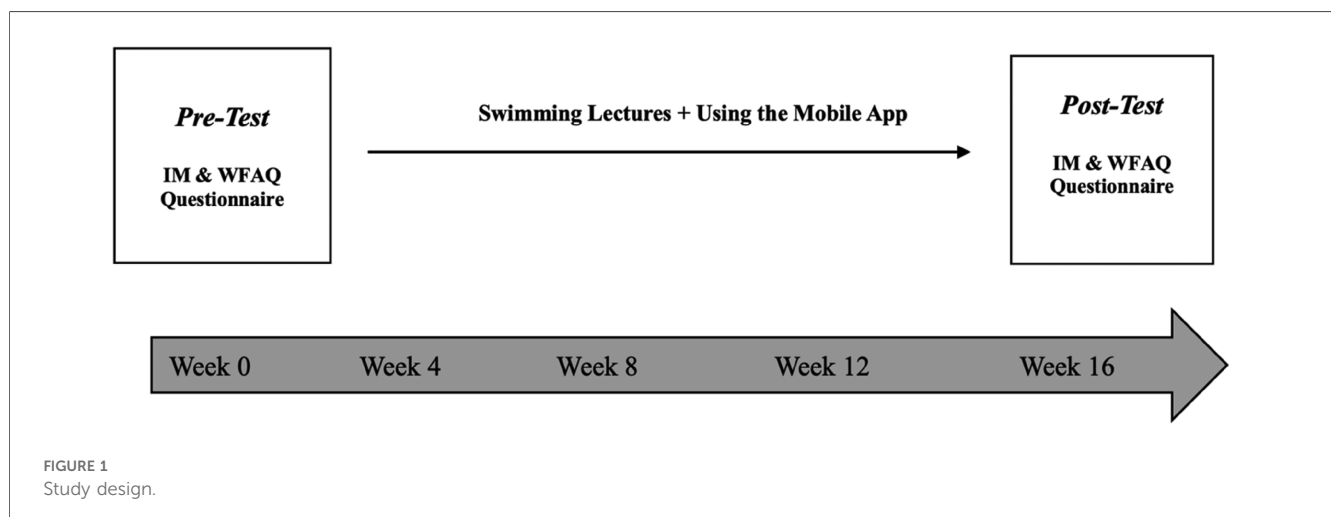 Pre-Test
IM & WFAQ
Questionnaire
Swimming Lectures + Using the Mobile App
Post-Test
IM & WFAQ
Questionnaire
Week 0
Week 4
Week 8
Week 12
Week 16
FIGURE 1
Study design.